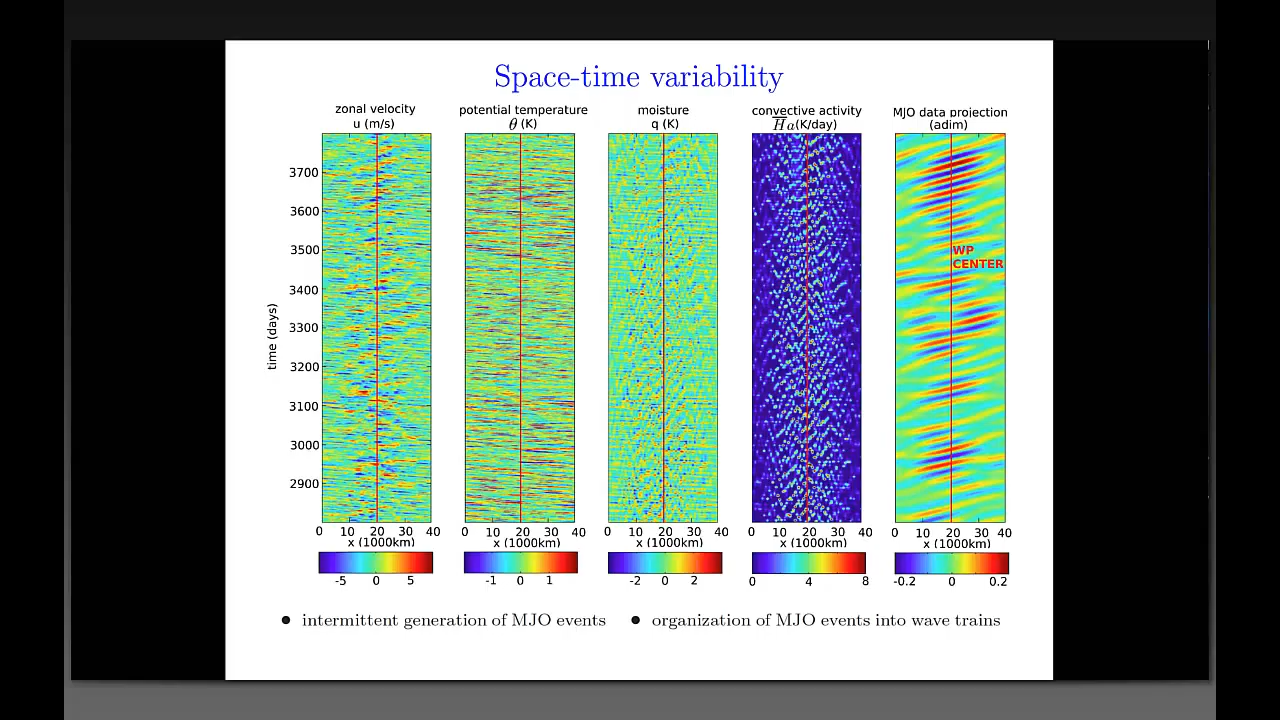 Space-time variability
zonal velocity
u (m/s)
potential temperature
θ (K)
moisture
q (K)
convective activity
H̅a(K/day)
MJO data projection
(adim)
time (days)
3700
3600
3500
3400
3300
3200
3100
3000
2900
WP
CENTER
0 10 20 30 40
x (1000km)
0 10 20 30 40
x (1000km)
0 10 20 30 40
x (1000km)
0 10 20 30 40
x (1000km)
0 10 20 30 40
x (1000km)
-5 0 5
-1 0 1
-2 0 2
0 4 8
-0.2 0 0.2
• intermittent generation of MJO events
• organization of MJO events into wave trains